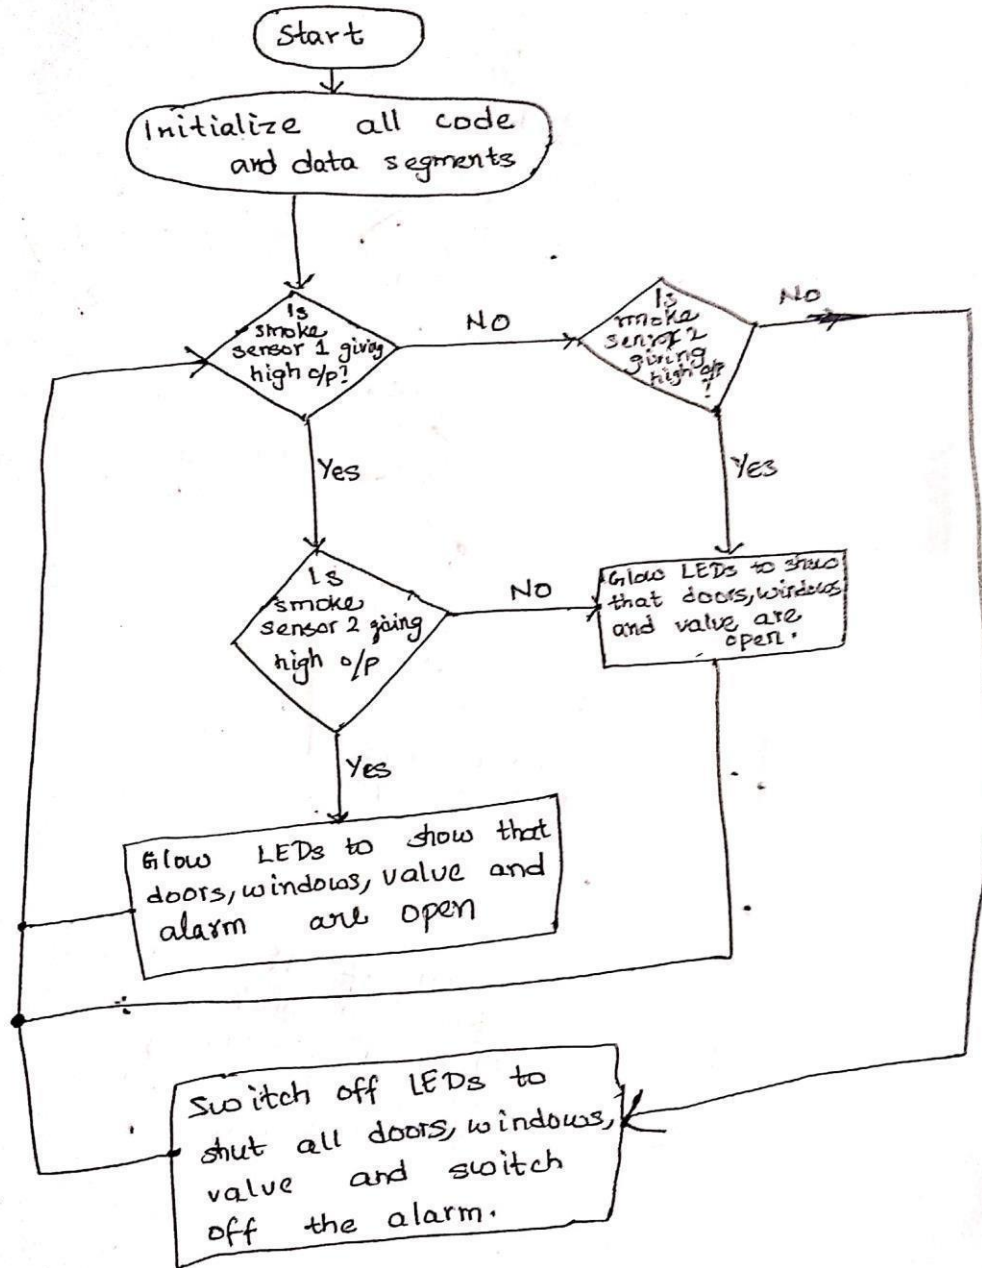 Start
Initialize all code
and data segments
Is
smoke
sensor 1 giving
high o/p?
NO
Is
smoke
sensor 2
giving
high o/p
?
NO
Yes
Yes
Is
smoke
sensor 2 going
high o/p
NO
Glow LEDs to show
that doors, windows
and value are
open.
Yes
Glow LEDs to show that
doors, windows, value and
alarm are open
Switch off LEDs to
shut all doors, windows,
value and switch
off the alarm.